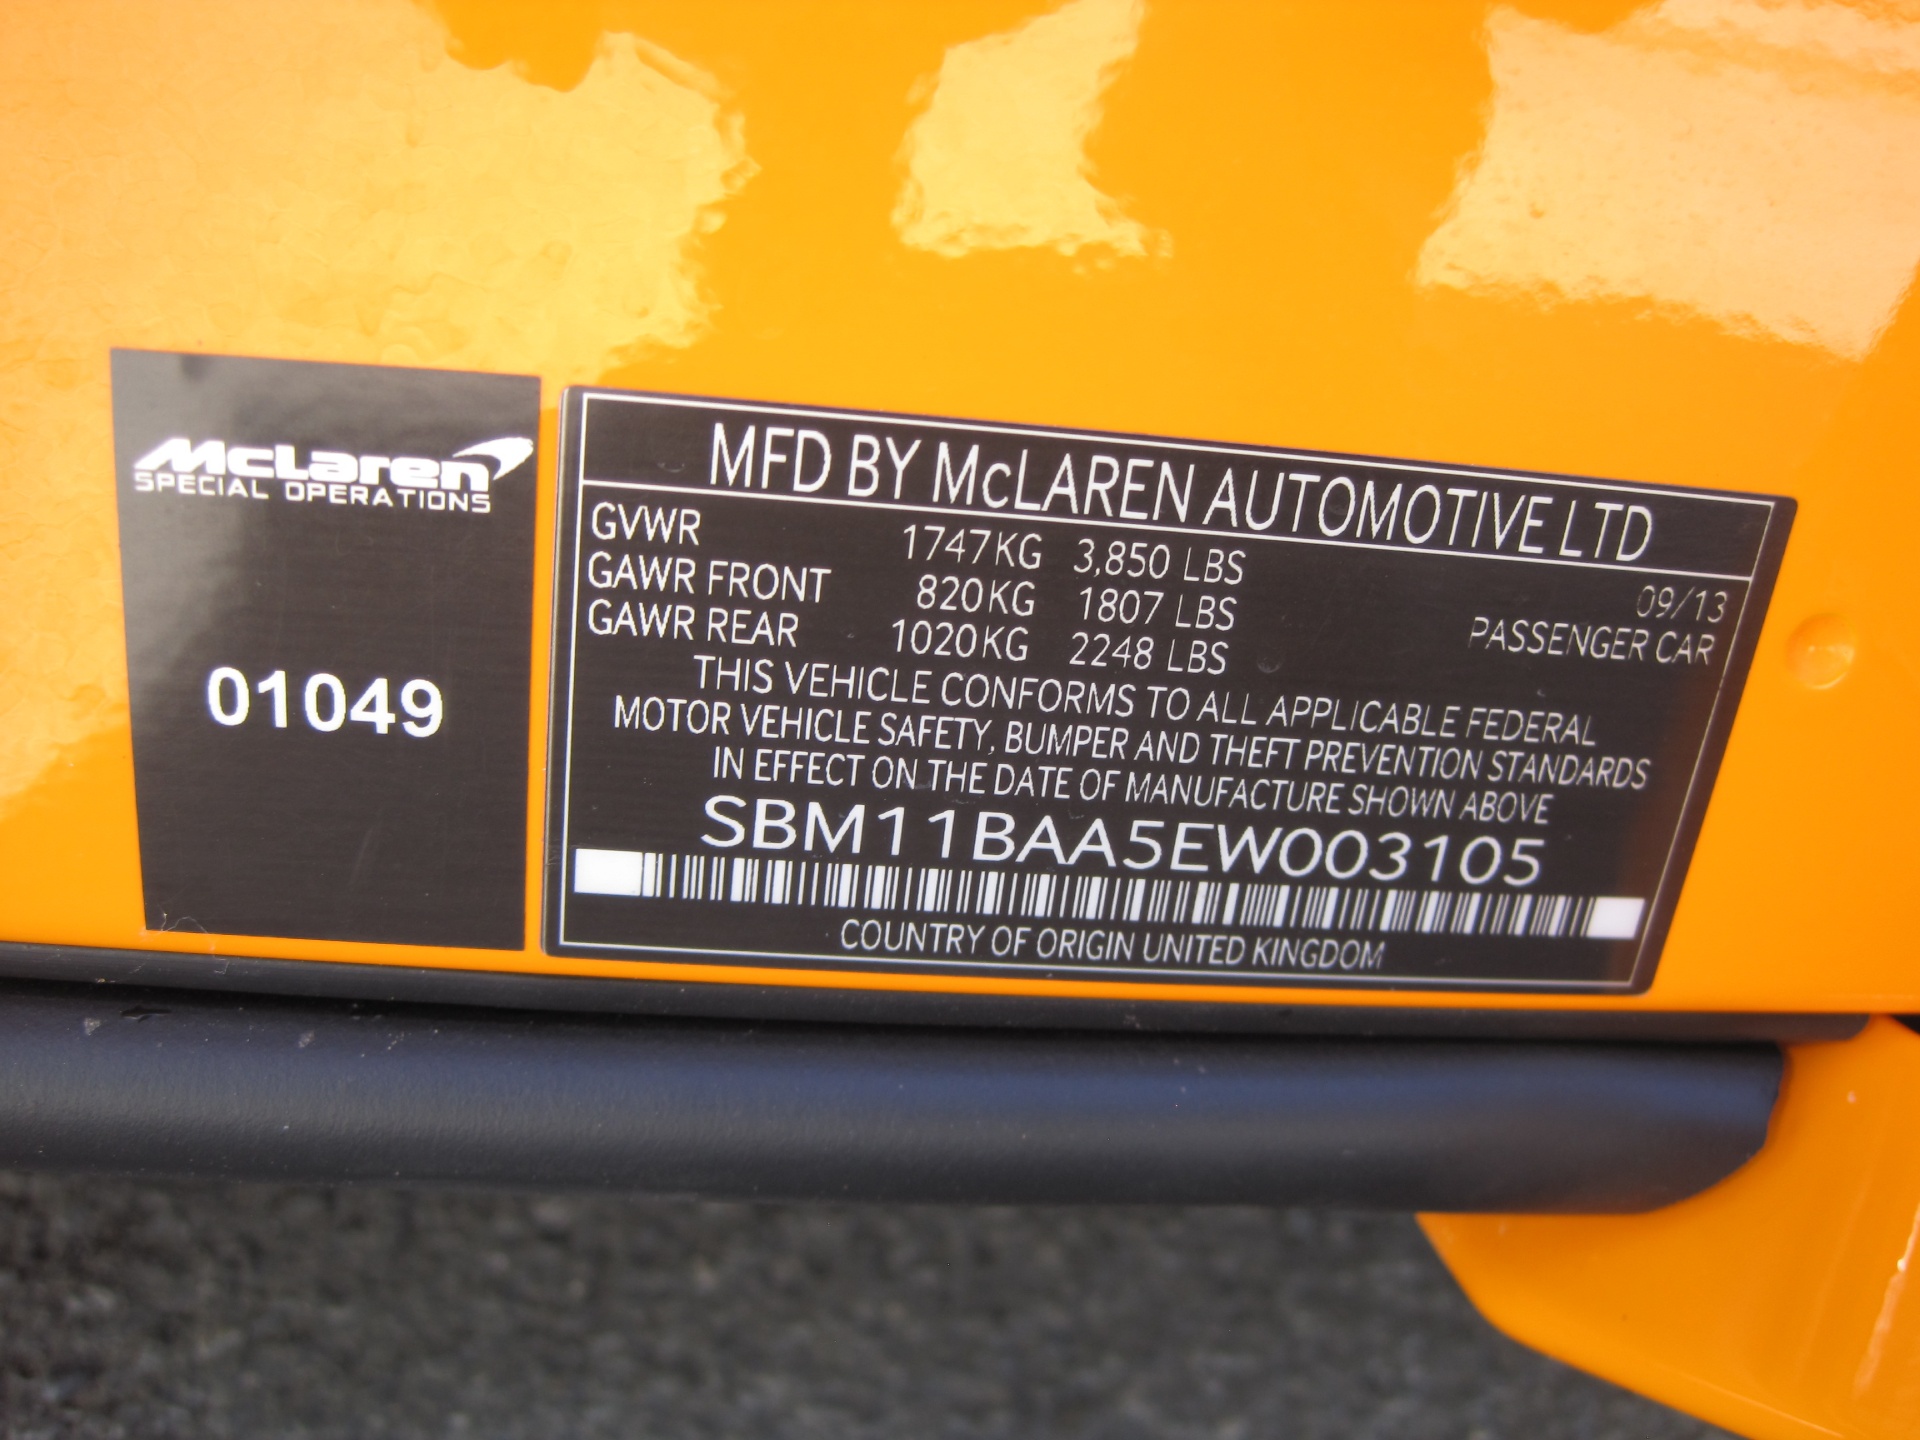 McLaren
SPECIAL OPERATIONS
01049
MFD BY McLAREN AUTOMOTIVE LTD
GVWR 1747KG 3,850 LBS
09/13
GAWR FRONT 820KG 1807 LBS
PASSENGER CAR
GAWR REAR 1020KG 2248 LBS
THIS VEHICLE CONFORMS TO ALL APPLICABLE FEDERAL
MOTOR VEHICLE SAFETY, BUMPER AND THEFT PREVENTION STANDARDS
IN EFFECT ON THE DATE OF MANUFACTURE SHOWN ABOVE
SBM11BAA5EW003105
COUNTRY OF ORIGIN UNITED KINGDOM